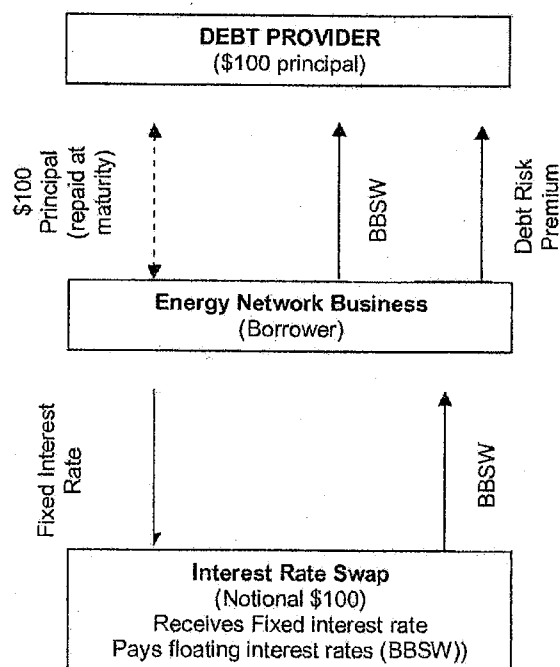 DEBT PROVIDER
($100 principal)
$100
Principal
(repaid at
maturity)
BBSW
Debt Risk
Premium
Energy Network Business
(Borrower)
Fixed Interest
Rate
BBSW
Interest Rate Swap
(Notional $100)
Receives Fixed interest rate
Pays floating interest rates (BBSW))